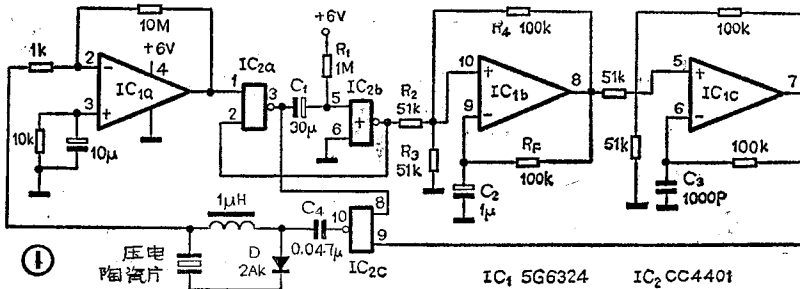 10M
1k
+6V
2
4
IC₁a
3
10k
10μ
IC₂a
1
2
3
C₁
30μ
+6V
R₁
1M
IC₂b
5
6
R₂
51k
R₃
51k
R₄ 100k
10
8
IC₁b
9
R_F
100k
C₂
1μ
51k
51k
100k
5
7
IC₁c
6
100k
C₃
1000P
1μH
压电
陶瓷片
D
2Ak
C₄
0.047μ
10
8
9
IC₂c
IC₁ 5G6324 IC₂ CC4401
①